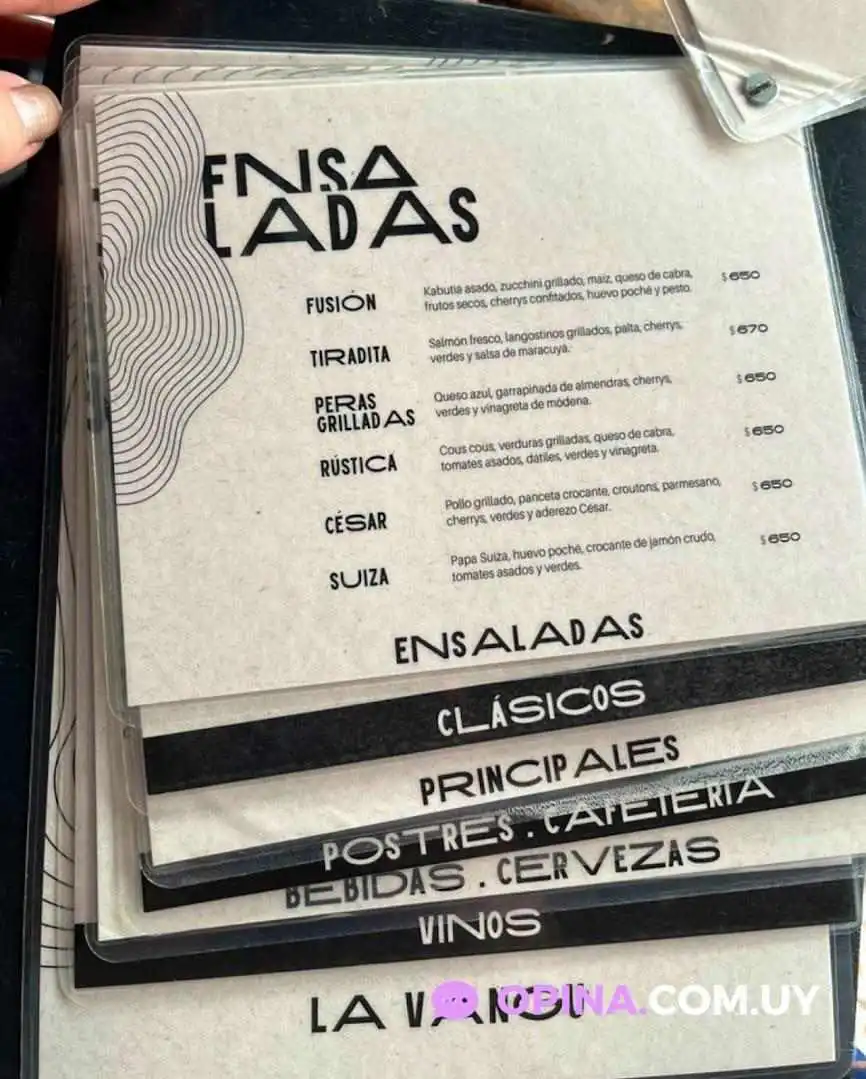 ENSA
LADAS
FUSIÓN
Kabutia asado, zucchini grillado, maíz, queso de cabra,
frutos secos, cherrys confitados, huevo poché y pesto.
$650
TIRADITA
Salmón fresco, langostinos grillados, palta, cherrys,
verdes y salsa de maracuyá.
$670
PERAS
GRILLADAS
Queso azul, garrapiñada de almendras, cherrys,
verdes y vinagreta de módena.
$650
RÚSTICA
Cous cous, verduras grilladas, queso de cabra,
tomates asados, dátiles, verdes y vinagreta.
$650
CÉSAR
Pollo grillado, panceta crocante, croutons, parmesano,
cherrys, verdes y aderezo César.
$650
SUIZA
Papa Suiza, huevo poché, crocante de jamón crudo,
tomates asados y verdes.
$650
ENSALADAS
CLÁSICOS
PRINCIPALES
POSTRES . CAFETERÍA
BEBIDAS . CERVEZAS
VINOS
LA VANGU
OPINA.COM.UY